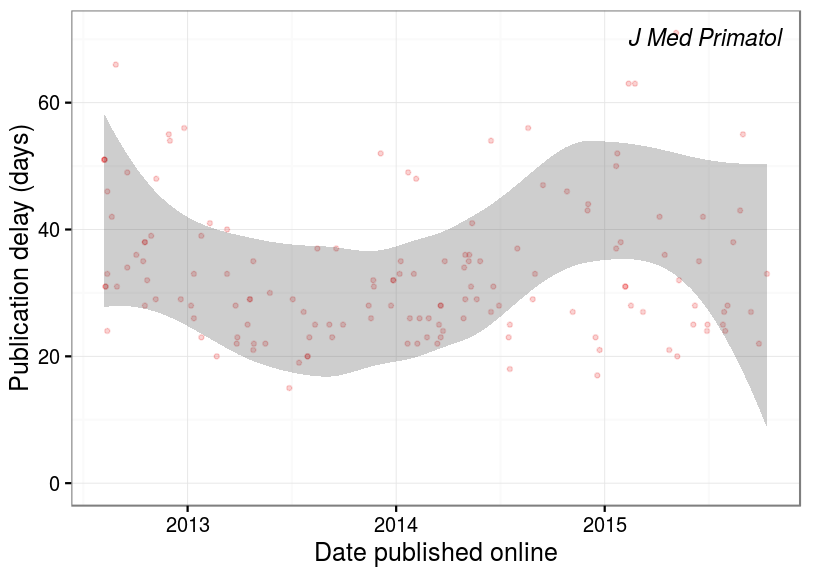 J Med Primatol
Publication delay (days)
60
40
20
0
2013 2014 2015
Date published online